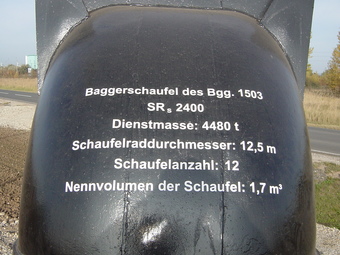 Baggerschaufel des Bgg. 1503
SRs 2400
Dienstmasse: 4480 t
Schaufelraddurchmesser: 12,5 m
Schaufelanzahl: 12
Nennvolumen der Schaufel: 1,7 m³